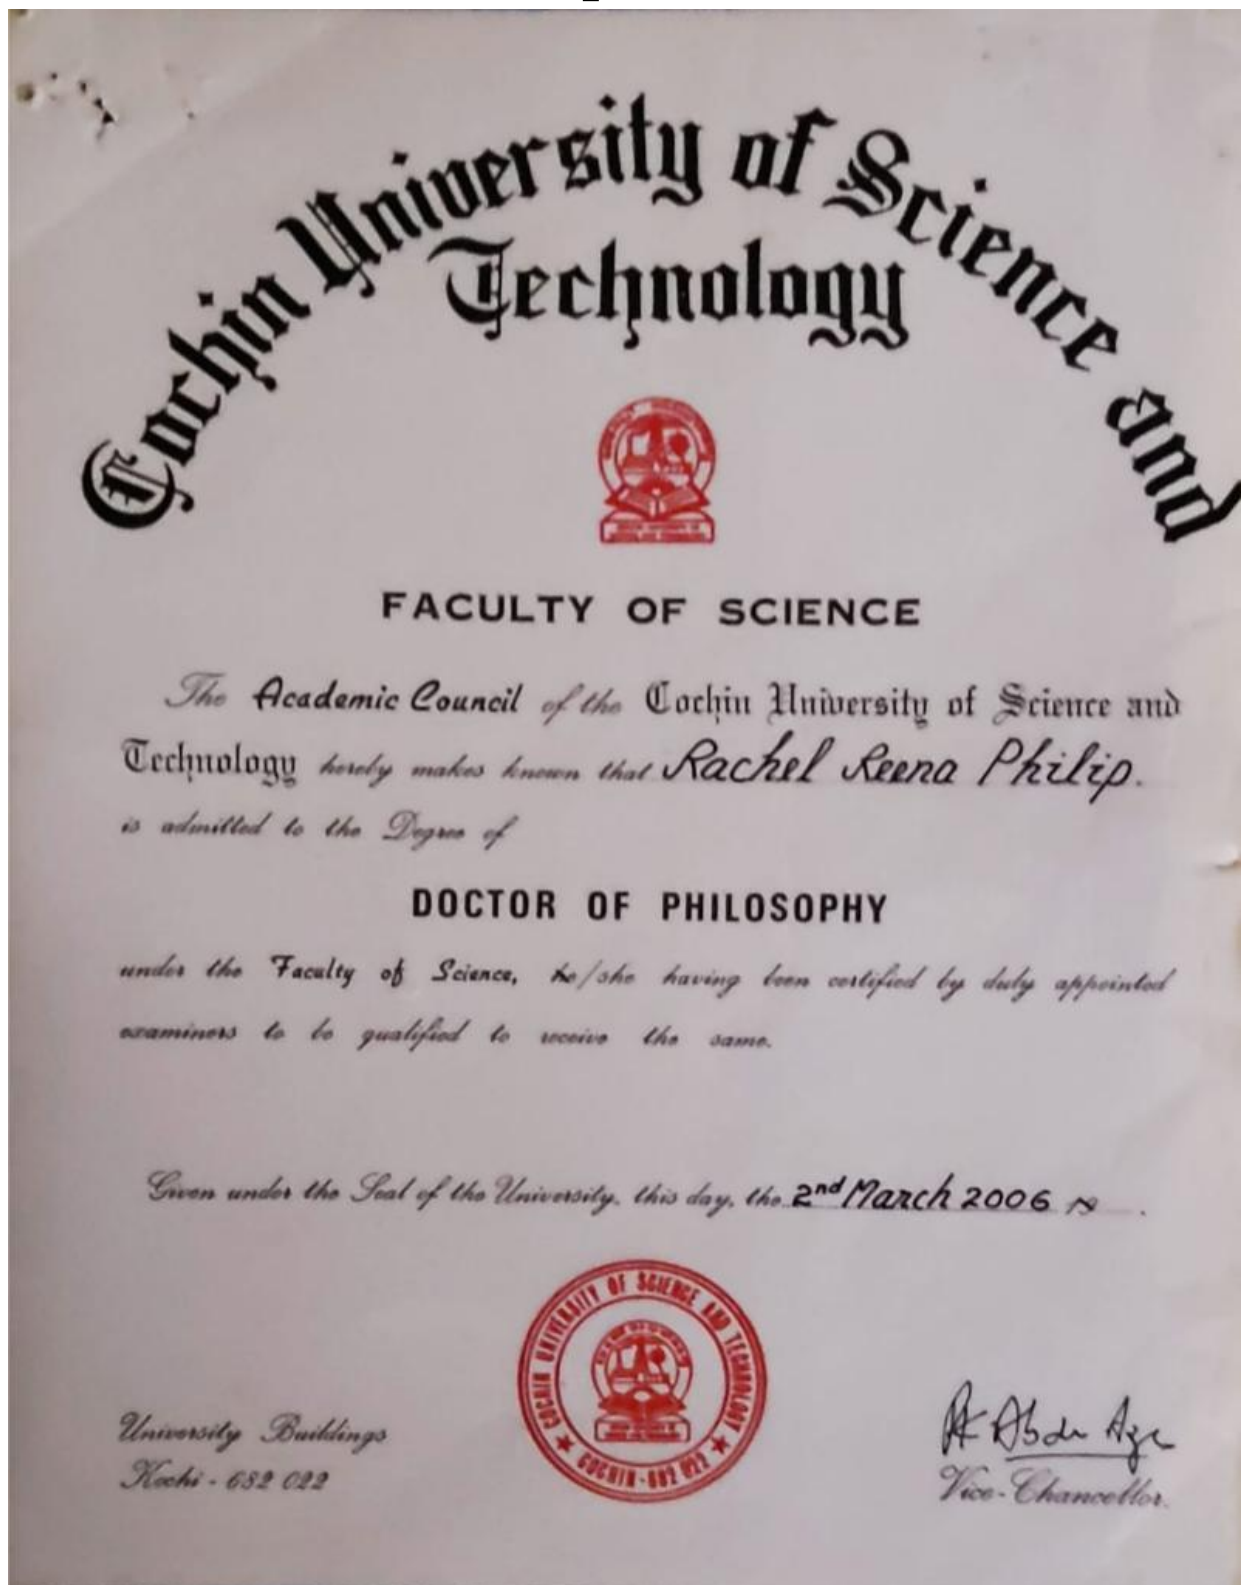 Cochin University of Science and
Technology
FACULTY OF SCIENCE
The Academic Council of the Cochin University of Science and
Technology hereby makes known that Rachel Reena Philip.
is admitted to the Degree of
DOCTOR OF PHILOSOPHY
under the Faculty of Science, he/she having been certified by duly appointed
examiners to be qualified to receive the same.
Given under the Seal of the University, this day, the 2nd March 2006
COCHIN UNIVERSITY OF SCIENCE AND TECHNOLOGY
COCHIN-682 022
University Buildings
Kochi - 682 022
Vice-Chancellor.